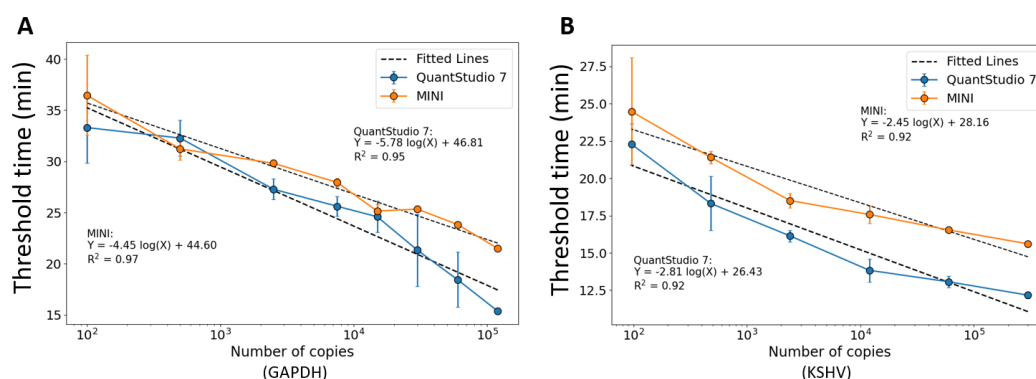 A
Threshold time (min)
40
35
30
25
20
15
Fitted Lines
QuantStudio 7
MINI
QuantStudio 7:
Y = -5.78 log(X) + 46.81
R² = 0.95
MINI:
Y = -4.45 log(X) + 44.60
R² = 0.97
10² 10³ 10⁴ 10⁵
Number of copies
(GAPDH)
B
Threshold time (min)
27.5
25.0
22.5
20.0
17.5
15.0
12.5
Fitted Lines
QuantStudio 7
MINI
MINI:
Y = -2.45 log(X) + 28.16
R² = 0.92
QuantStudio 7:
Y = -2.81 log(X) + 26.43
R² = 0.92
10² 10³ 10⁴ 10⁵
Number of copies
(KSHV)